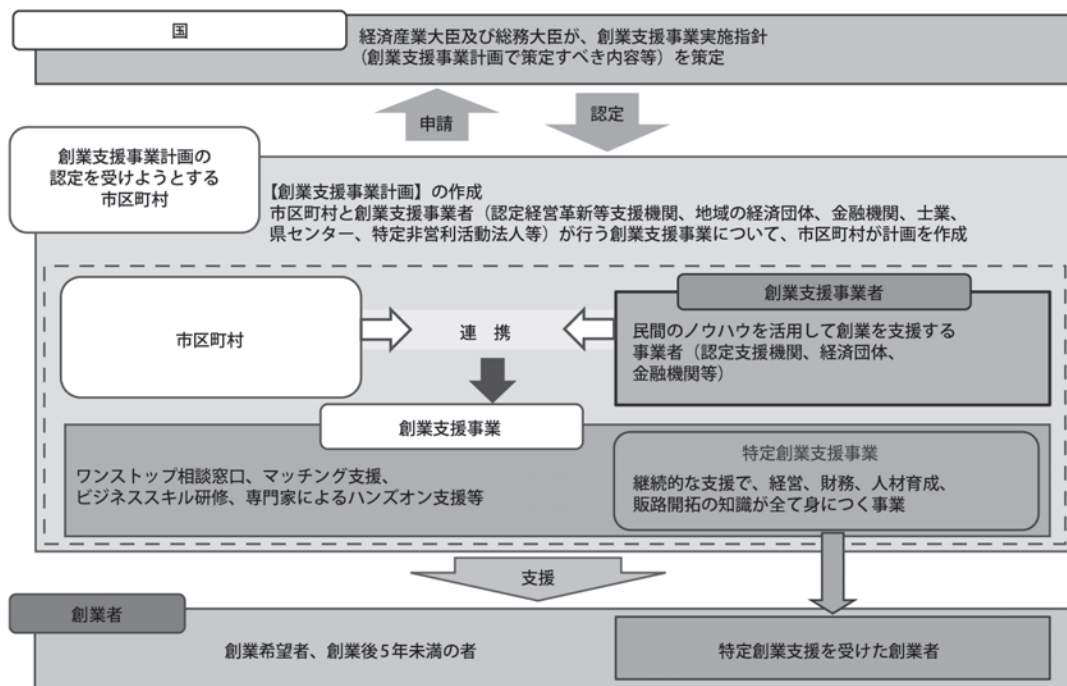 国
経済産業大臣及び総務大臣が、創業支援事業実施指針
(創業支援事業計画で策定すべき内容等)を策定
申請
認定
創業支援事業計画の
認定を受けようとする
市区町村
【創業支援事業計画】の作成
市区町村と創業支援事業者(認定経営革新等支援機関、地域の経済団体、金融機関、士業、
県センター、特定非営利活動法人等)が行う創業支援事業について、市区町村が計画を作成
市区町村
連 携
創業支援事業者
民間のノウハウを活用して創業を支援する
事業者(認定支援機関、経済団体、
金融機関等)
創業支援事業
ワンストップ相談窓口、マッチング支援、
ビジネススキル研修、専門家によるハンズオン支援等
特定創業支援事業
継続的な支援で、経営、財務、人材育成、
販路開拓の知識が全て身につく事業
支援
創業者
創業希望者、創業後5年未満の者
特定創業支援を受けた創業者